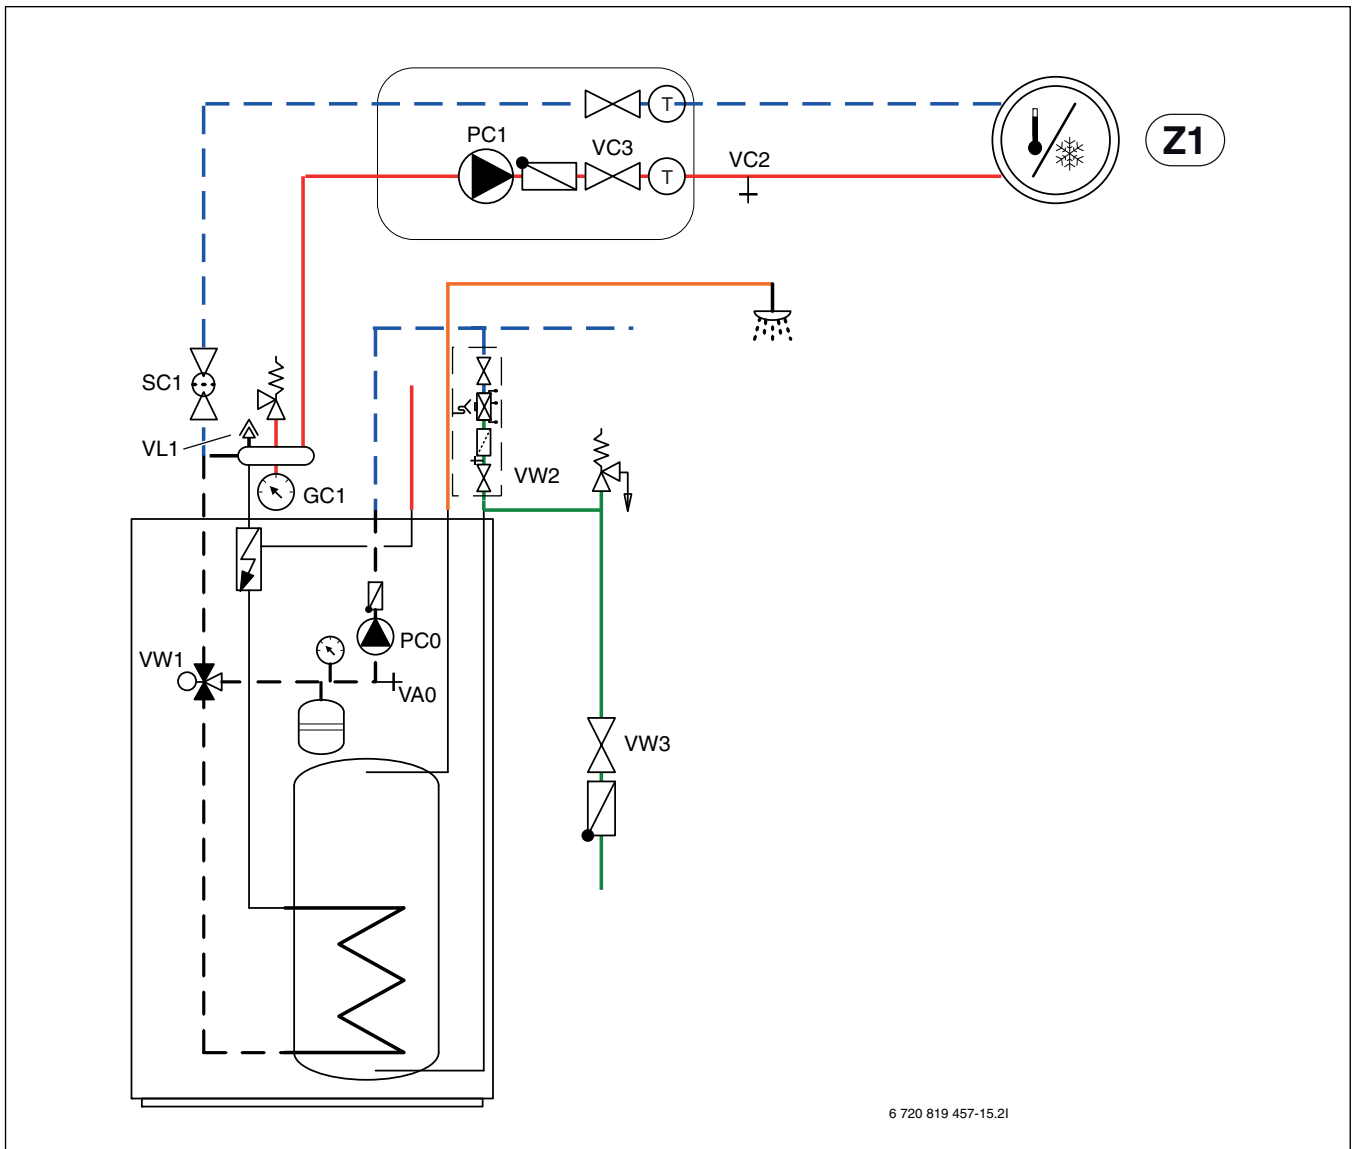 T
PC1
VC3
T
VC2
Z1
SC1
VL1
GC1
VW2
PC0
VW1
VA0
VW3
6 720 819 457-15.2I